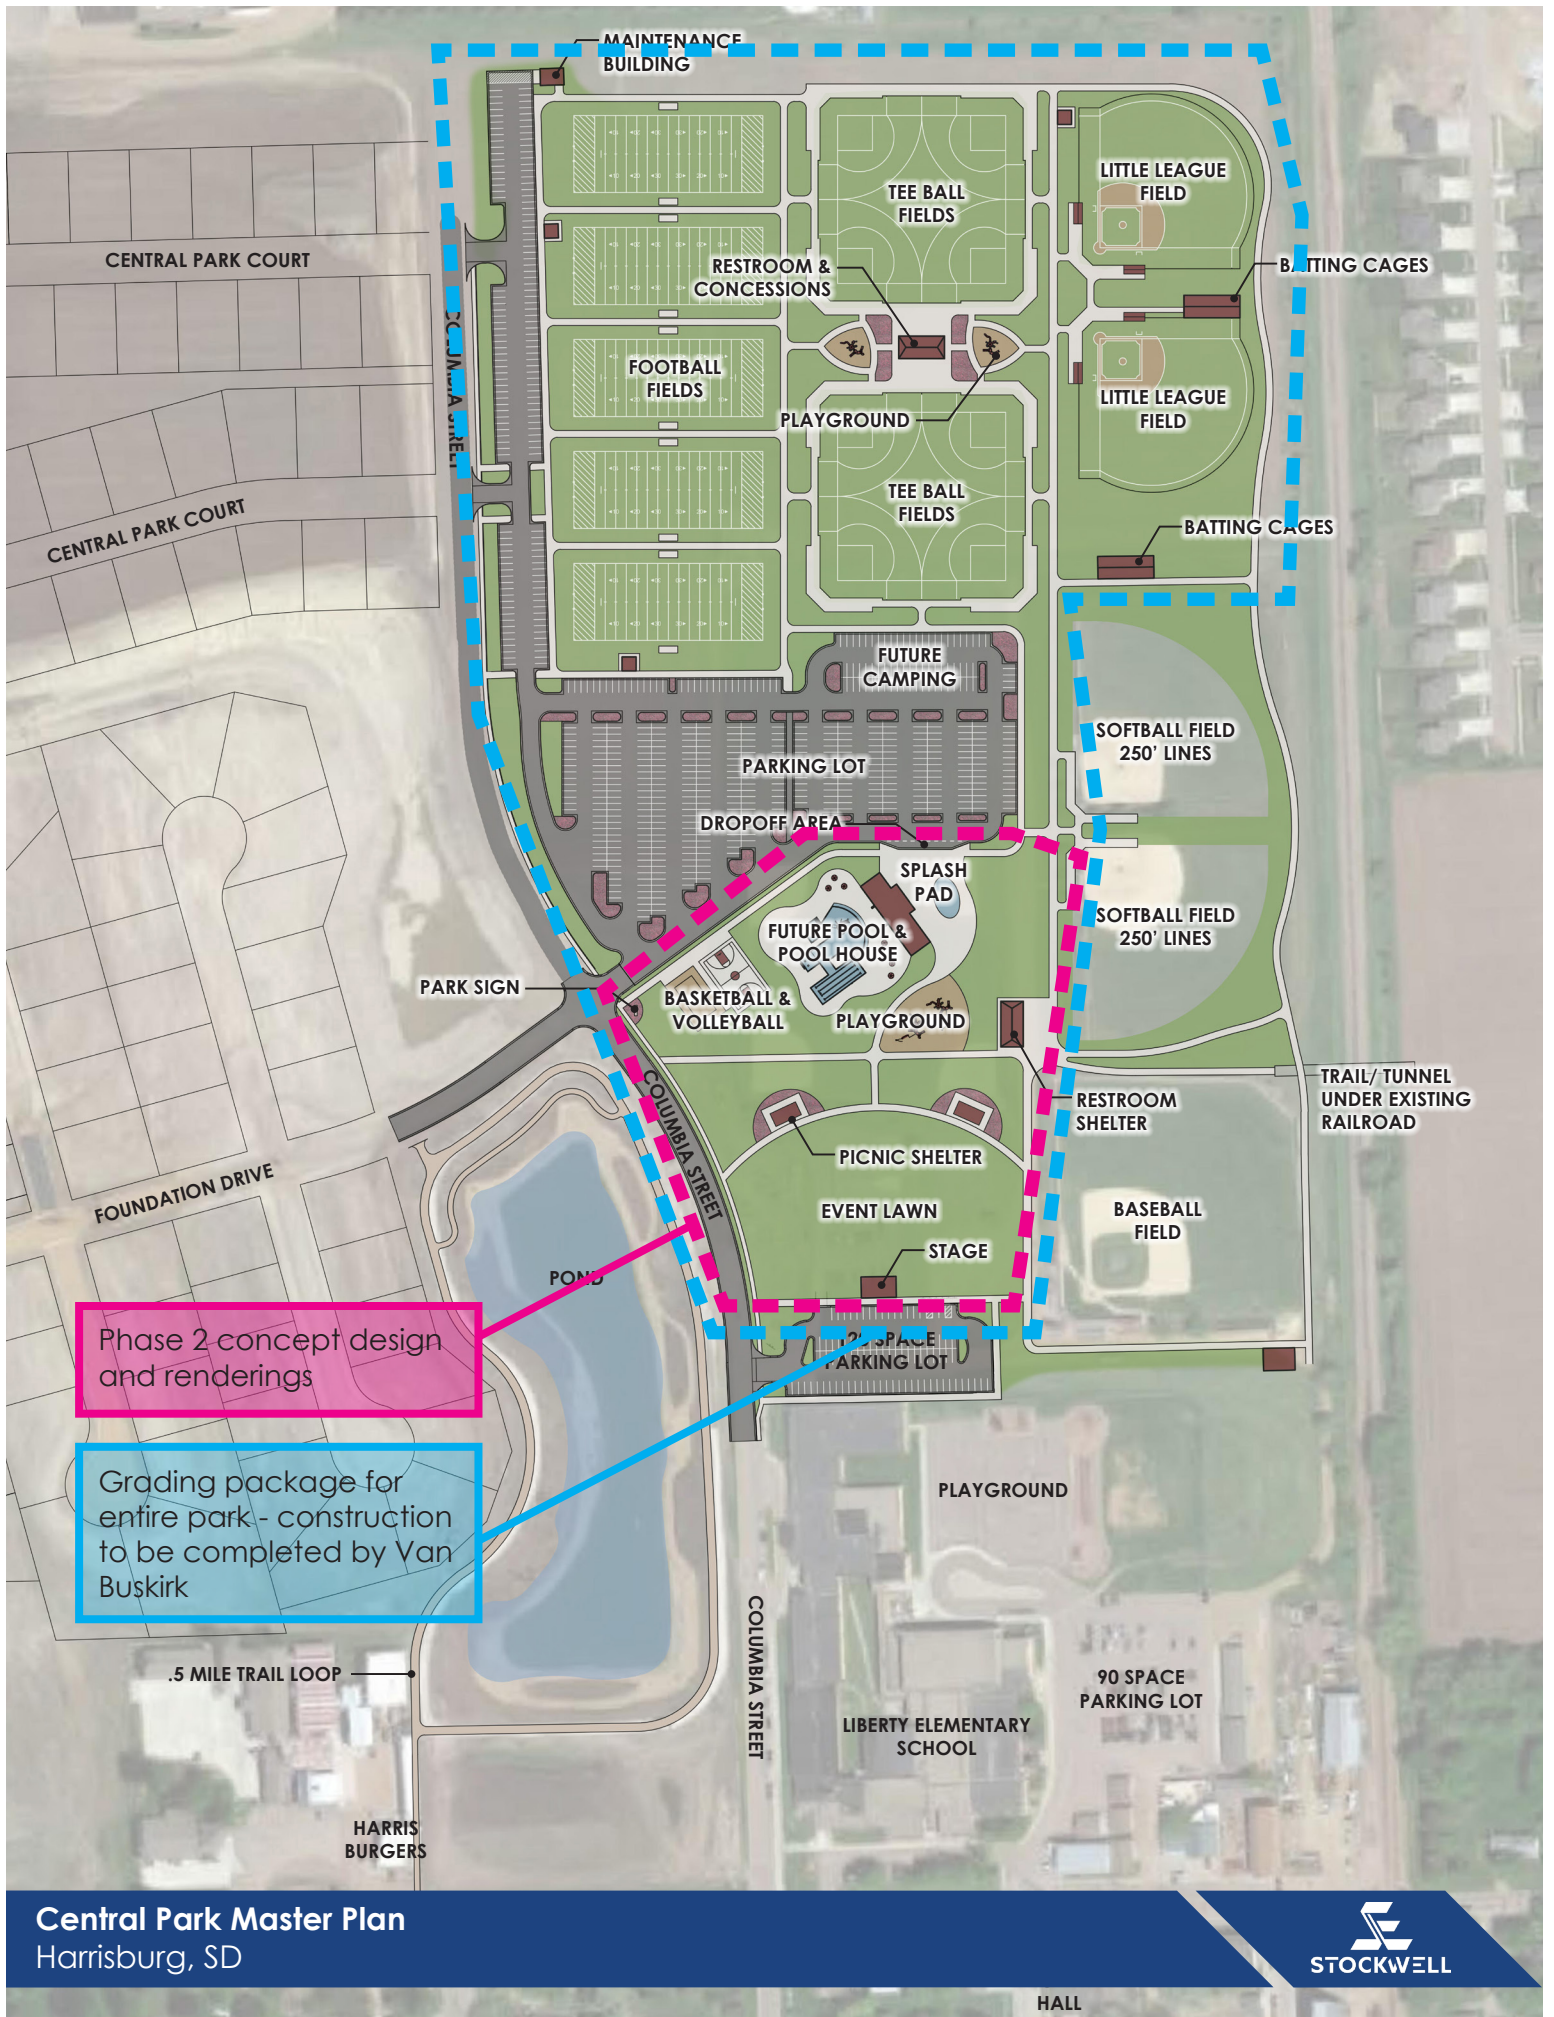 MAINTENANCE
BUILDING
LITTLE LEAGUE
FIELD
TEE BALL
FIELDS
CENTRAL PARK COURT
RESTROOM &
CONCESSIONS
BATTING CAGES
COLUMBIA STREET
FOOTBALL
FIELDS
LITTLE LEAGUE
FIELD
PLAYGROUND
TEE BALL
FIELDS
CENTRAL PARK COURT
BATTING CAGES
FUTURE
CAMPING
SOFTBALL FIELD
250' LINES
PARKING LOT
DROPOFF AREA
SPLASH
PAD
SOFTBALL FIELD
250' LINES
FUTURE POOL &
POOL HOUSE
PARK SIGN
BASKETBALL &
VOLLEYBALL
PLAYGROUND
TRAIL/ TUNNEL
UNDER EXISTING
RAILROAD
RESTROOM
SHELTER
COLUMBIA STREET
PICNIC SHELTER
FOUNDATION DRIVE
EVENT LAWN
BASEBALL
FIELD
STAGE
POND
SPACE
PARKING LOT
Phase 2 concept design
and renderings
Grading package for
entire park - construction
to be completed by Van
Buskirk
PLAYGROUND
COLUMBIA STREET
.5 MILE TRAIL LOOP
90 SPACE
PARKING LOT
LIBERTY ELEMENTARY
SCHOOL
HARRIS
BURGERS
Central Park Master Plan
Harrisburg, SD
STOCKWELL
HALL